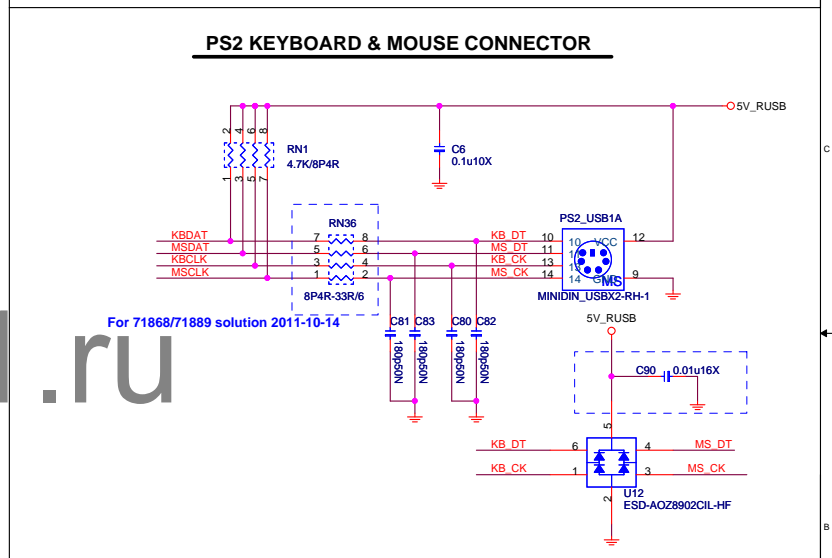 PS2 KEYBOARD & MOUSE CONNECTOR
5V_RUSB
2 4 6 8
RN1
4.7K/8P4R
C6
0.1u10X
C
1 3 5 7
RN36
PS2_USB1A
KBDAT 7 8 KB_DT 10 10 VCC 12
MSDAT 5 6 MS_DT 11
KBCLK 3 4 KB_CK 13 13
MSCLK 1 2 MS_CK 14 14 GND 9
MS
8P4R-33R/6
MINIDIN_USBX2-RH-1
For 71868/71889 solution 2011-10-14
C81 C83 C80 C82
180p50N 180p50N 180p50N 180p50N
5V_RUSB
.ru
C90 0.01u16X
5
KB_DT 6 4 MS_DT
KB_CK 1 3 MS_CK
2
U12
ESD-AOZ8902CIL-HF
B